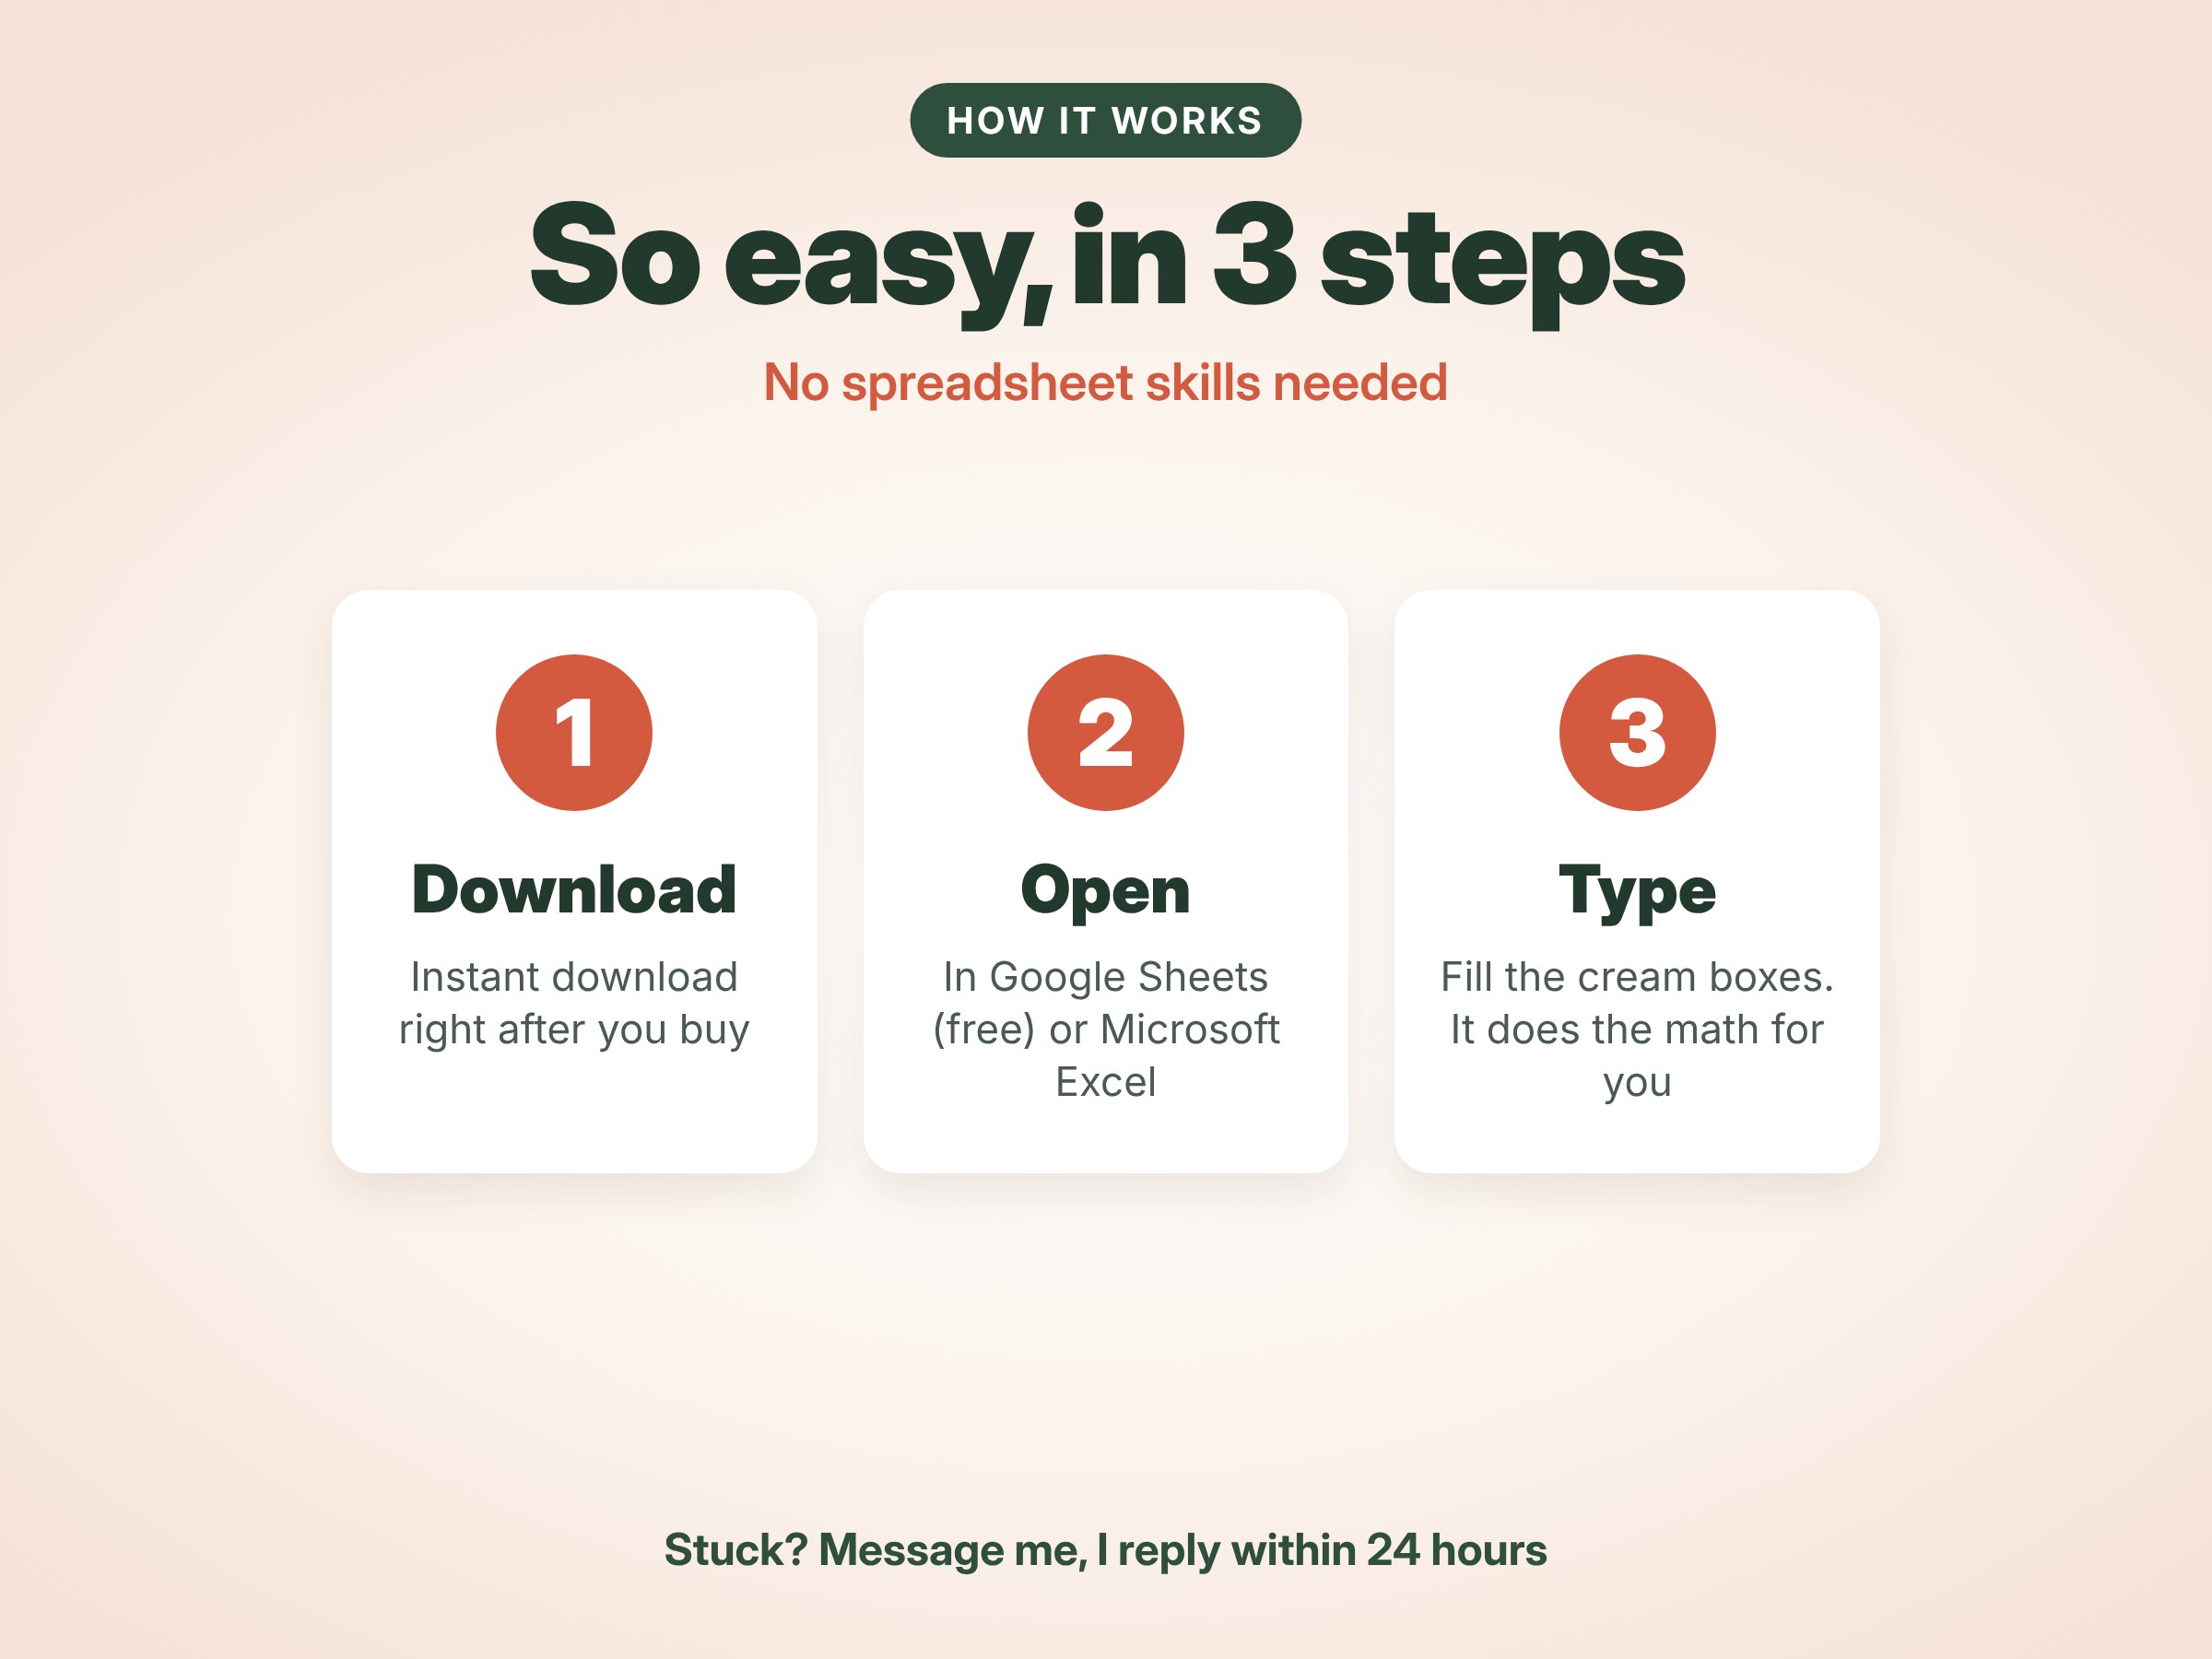 HOW IT WORKS
So easy, in 3 steps
No spreadsheet skills needed
1
Download
Instant download
right after you buy
2
Open
In Google Sheets
(free) or Microsoft
Excel
3
Type
Fill the cream boxes.
It does the math for
you
Stuck? Message me, I reply within 24 hours